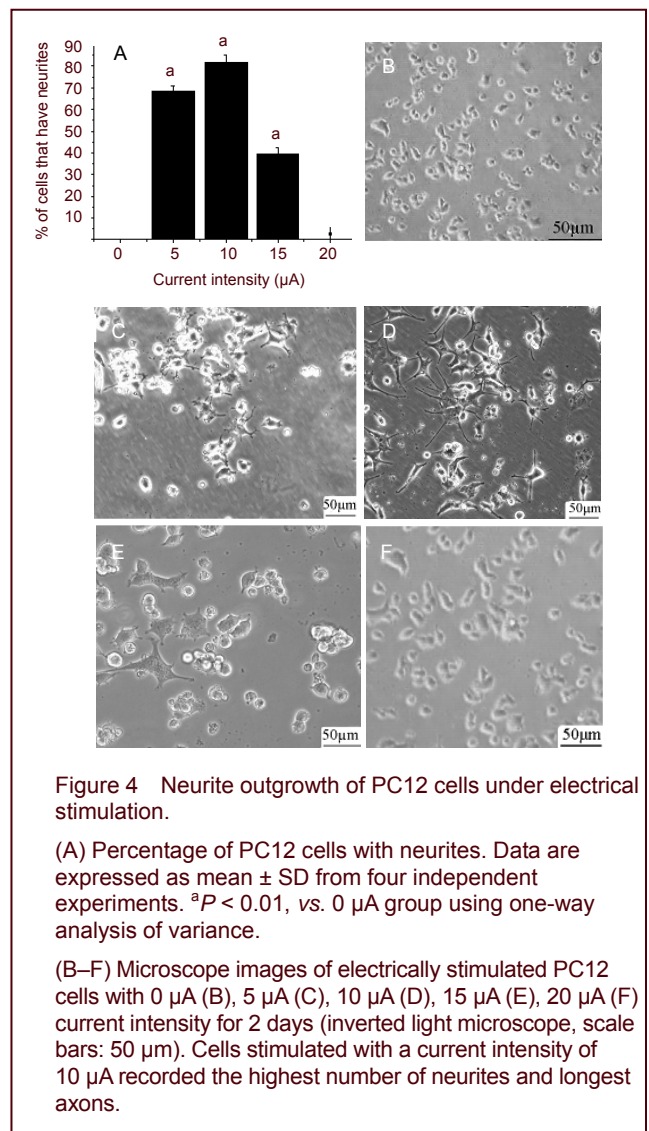 A
% of cells that have neurites
90
80
70
60
50
40
30
20
10
a
a
a
0
5
10
15
20
Current intensity (µA)
B
50µm
C
50µm
D
50µm
E
50µm
F
50µm
Figure 4 Neurite outgrowth of PC12 cells under electrical
stimulation.
(A) Percentage of PC12 cells with neurites. Data are
expressed as mean ± SD from four independent
experiments. ᵃP < 0.01, vs. 0 µA group using one-way
analysis of variance.
(B–F) Microscope images of electrically stimulated PC12
cells with 0 µA (B), 5 µA (C), 10 µA (D), 15 µA (E), 20 µA (F)
current intensity for 2 days (inverted light microscope, scale
bars: 50 µm). Cells stimulated with a current intensity of
10 µA recorded the highest number of neurites and longest
axons.